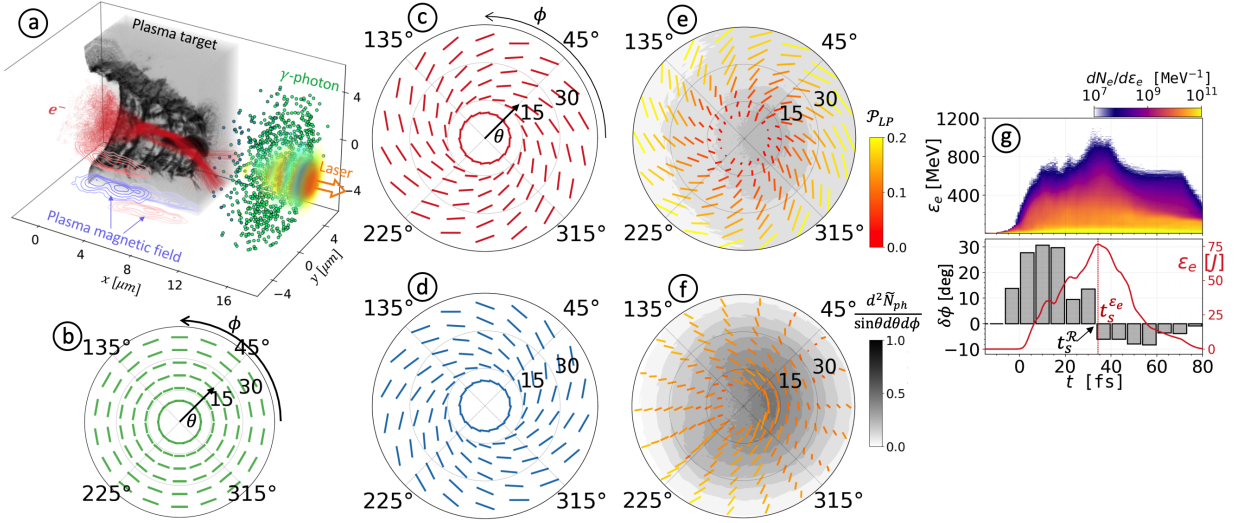 a
Plasma target
γ-photon
e⁻
Laser
Plasma magnetic field
4
0
−4
0
4
8
12
16
x [μm]
−4
0
4
y [μm]
b
ϕ
135°
45°
225°
315°
15
30
θ
c
ϕ
135°
45°
225°
315°
15
30
θ
d
135°
45°
225°
315°
15
30
e
135°
45°
225°
315°
15
30
𝒫_LP
0.2
0.1
0.0
f
135°
45°
225°
315°
15
30
d²Ñ_ph / sinθdθdϕ
1.0
0.5
0.0
dN_e/dε_e [MeV⁻¹]
10⁷
10⁹
10¹¹
g
1200
800
400
ε_e [MeV]
30
20
10
0
−10
δϕ [deg]
ε_e [J]
75
50
25
0
t_s^ε_e
t_s^ℛ
0
20
40
60
80
t [fs]